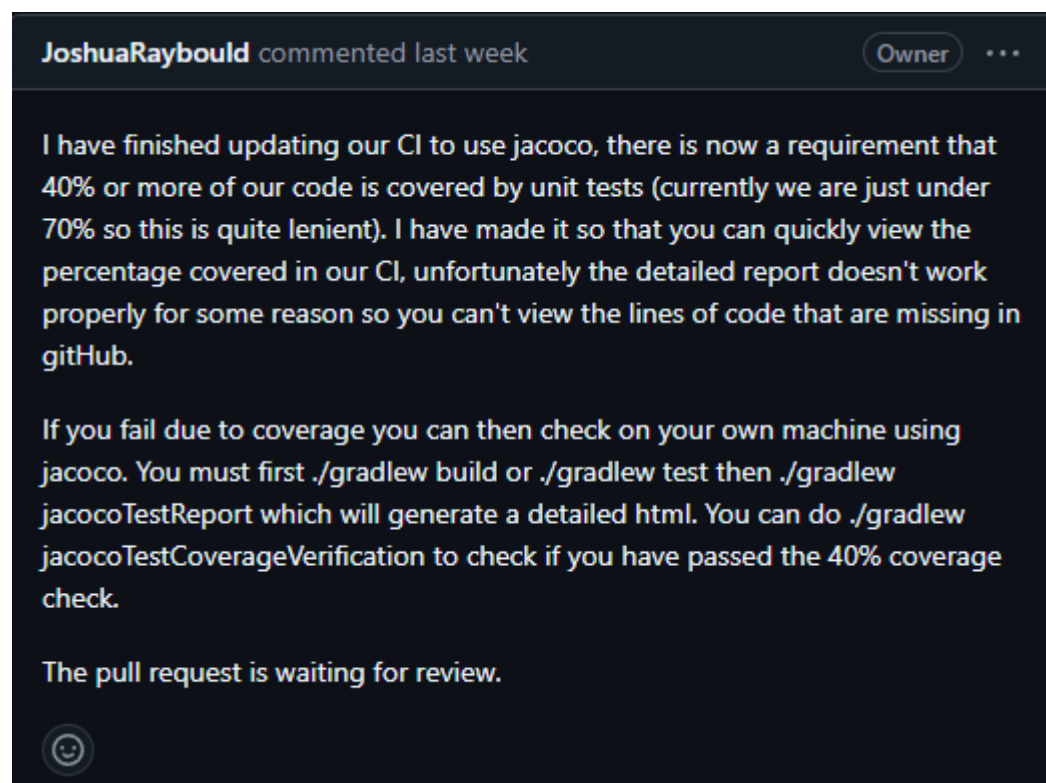 JoshuaRaybould commented last week Owner ...
I have finished updating our CI to use jacoco, there is now a requirement that
40% or more of our code is covered by unit tests (currently we are just under
70% so this is quite lenient). I have made it so that you can quickly view the
percentage covered in our CI, unfortunately the detailed report doesn't work
properly for some reason so you can't view the lines of code that are missing in
gitHub.
If you fail due to coverage you can then check on your own machine using
jacoco. You must first ./gradlew build or ./gradlew test then ./gradlew
jacocoTestReport which will generate a detailed html. You can do ./gradlew
jacocoTestCoverageVerification to check if you have passed the 40% coverage
check.
The pull request is waiting for review.